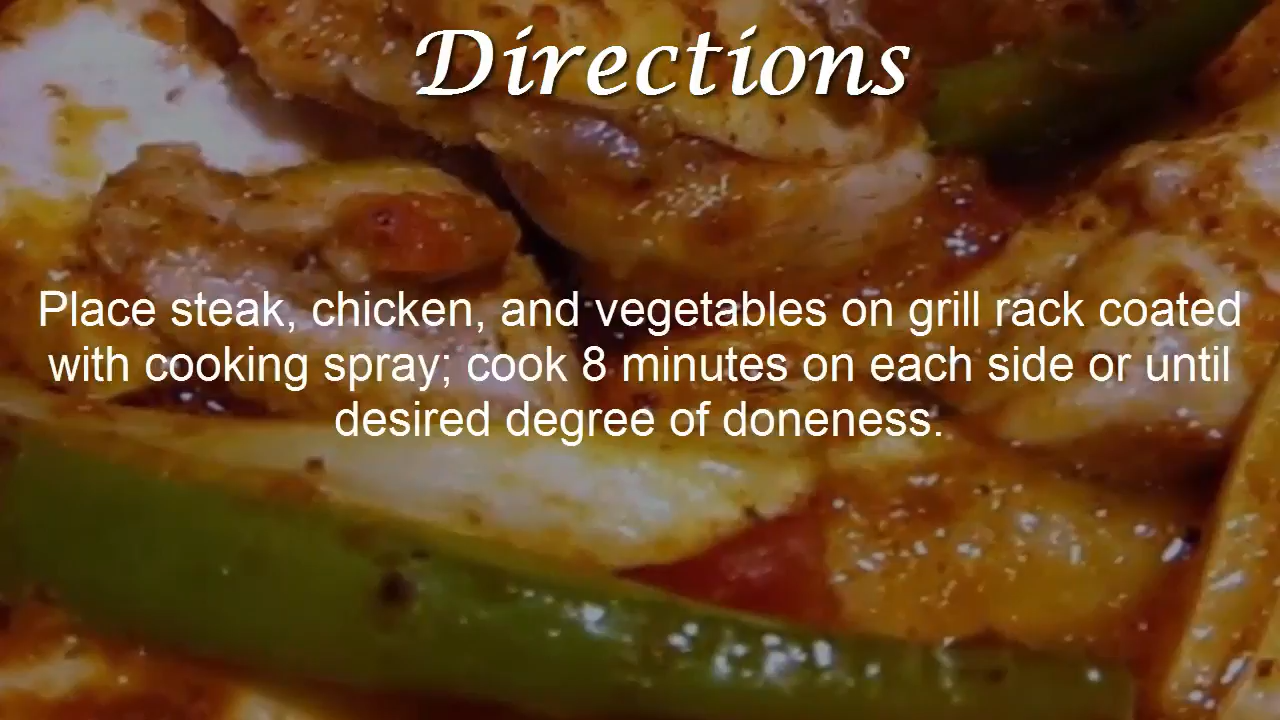 Directions
Place steak, chicken, and vegetables on grill rack coated
with cooking spray; cook 8 minutes on each side or until
desired degree of doneness.